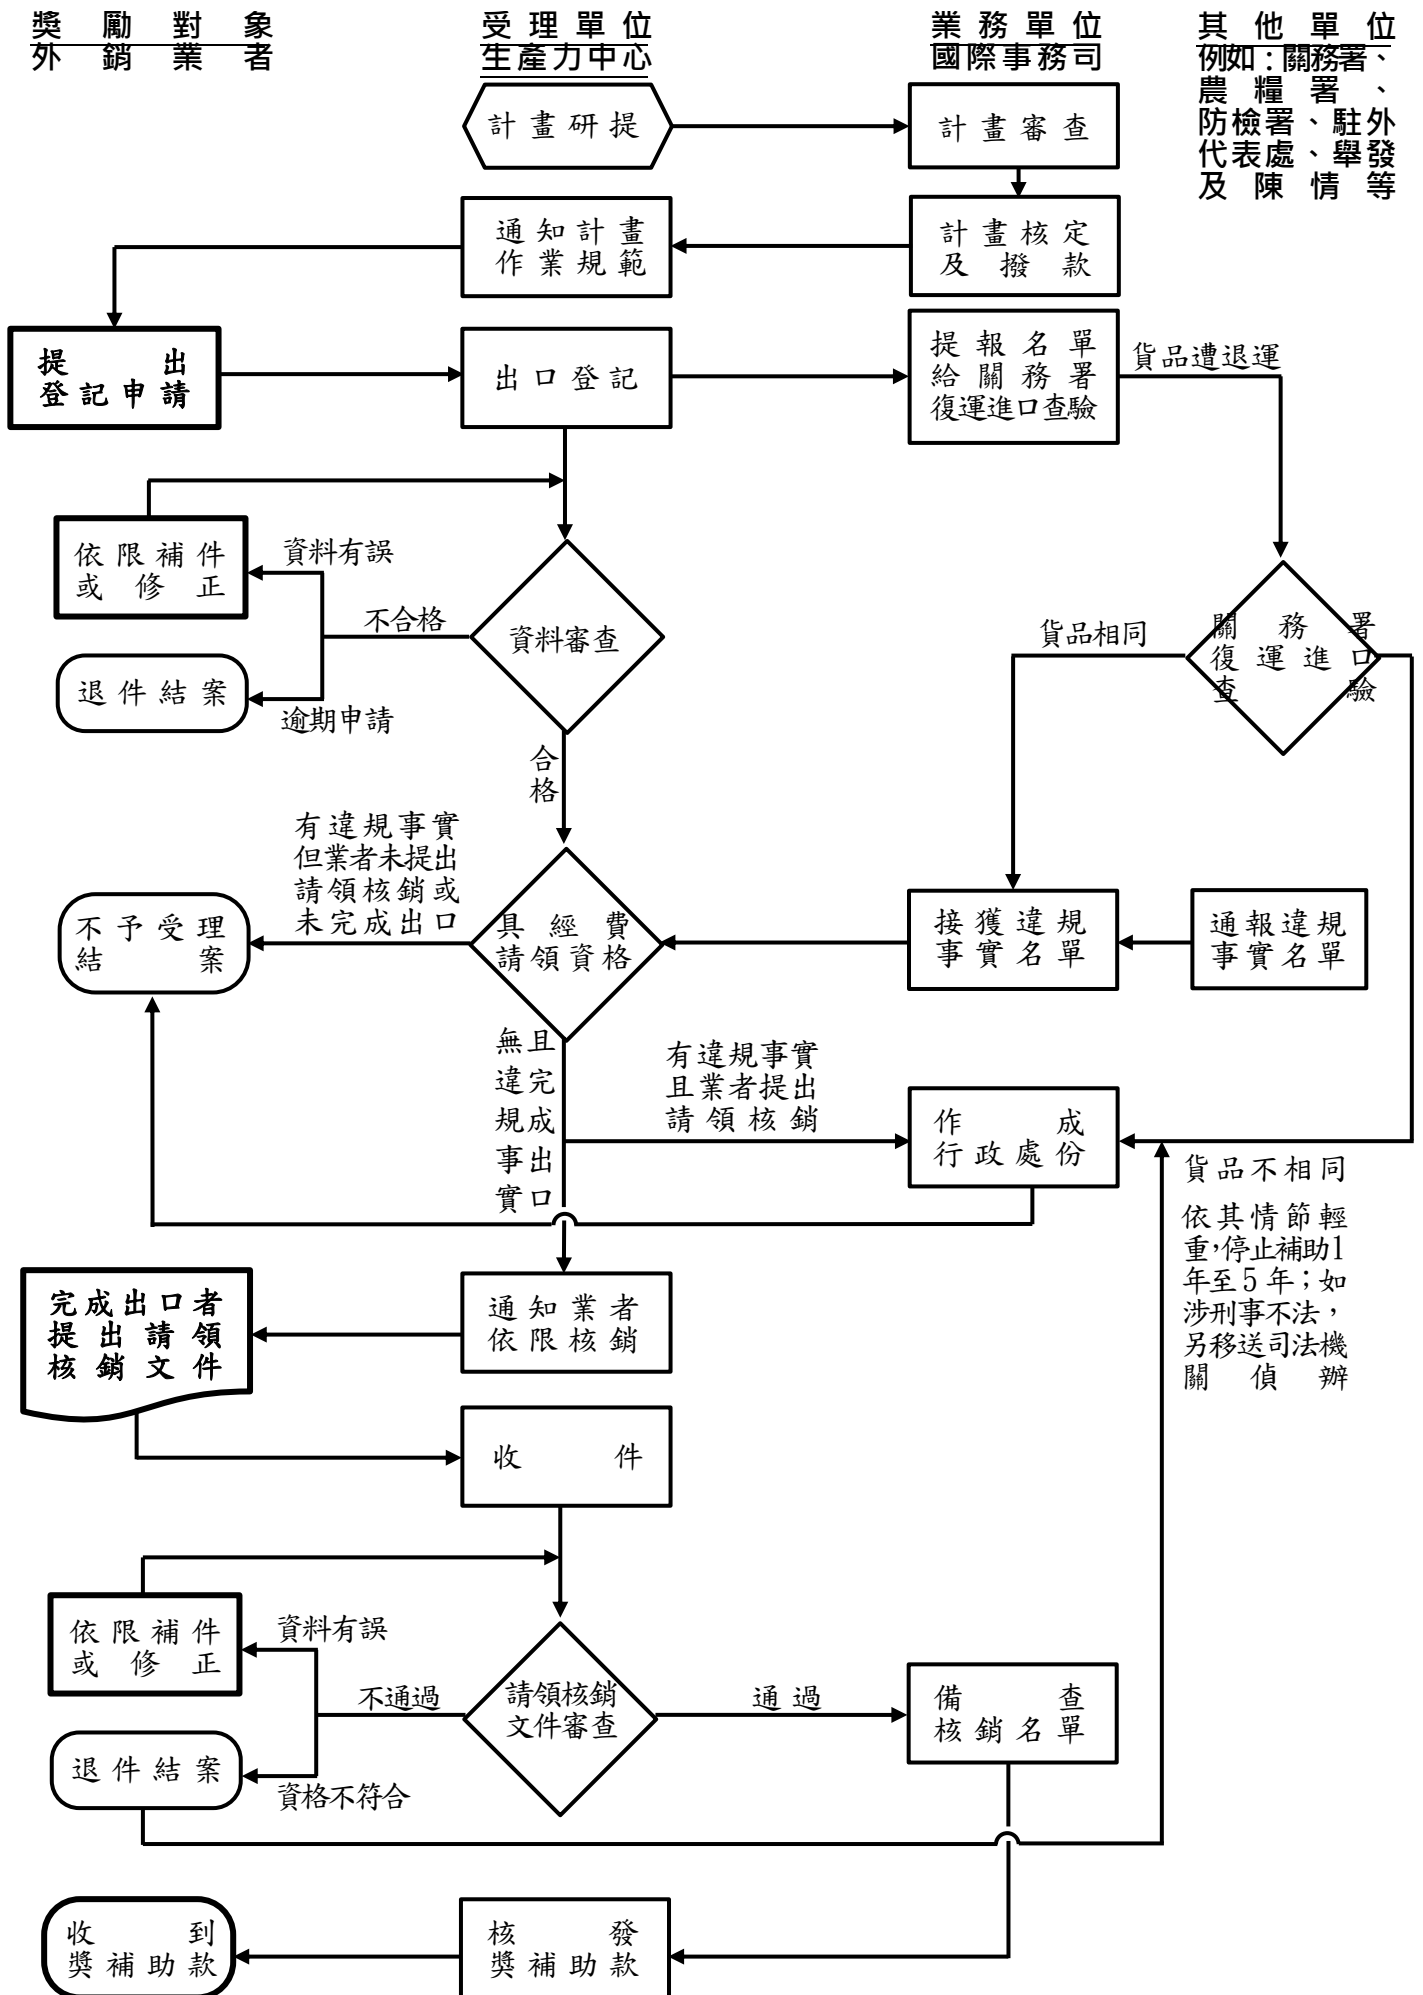 獎勵對象
外銷業者
受理單位
生產力中心
業務單位
國際事務司
其他單位
例如：關務署、
農糧署、
防檢署、駐外
代表處、舉發
及陳情等
計畫研提
計畫審查
通知計畫
作業規範
計畫核定
及撥款
提出
登記申請
出口登記
提報名單
給關務署
復運進口查驗
貨品遭退運
依限補件
或修正
資料有誤
不合格
資料審查
貨品相同
關務署
復運進口
查驗
退件結案
逾期申請
合格
有違規事實
但業者未提出
請領核銷或
未完成出口
不予受理
結案
具經費
請領資格
接獲違規
事實名單
通報違規
事實名單
無且
違完
規成
事出
實口
有違規事實
且業者提出
請領核銷
作成
行政處份
貨品不相同
依其情節輕
重，停止補助1
年至5年；如
涉刑事不法，
另移送司法機
關偵辦
完成出口者
提出請領
核銷文件
通知業者
依限核銷
收件
依限補件
或修正
資料有誤
不通過
請領核銷
文件審查
通過
備查
核銷名單
退件結案
資格不符合
收到
獎補助款
核發
獎補助款